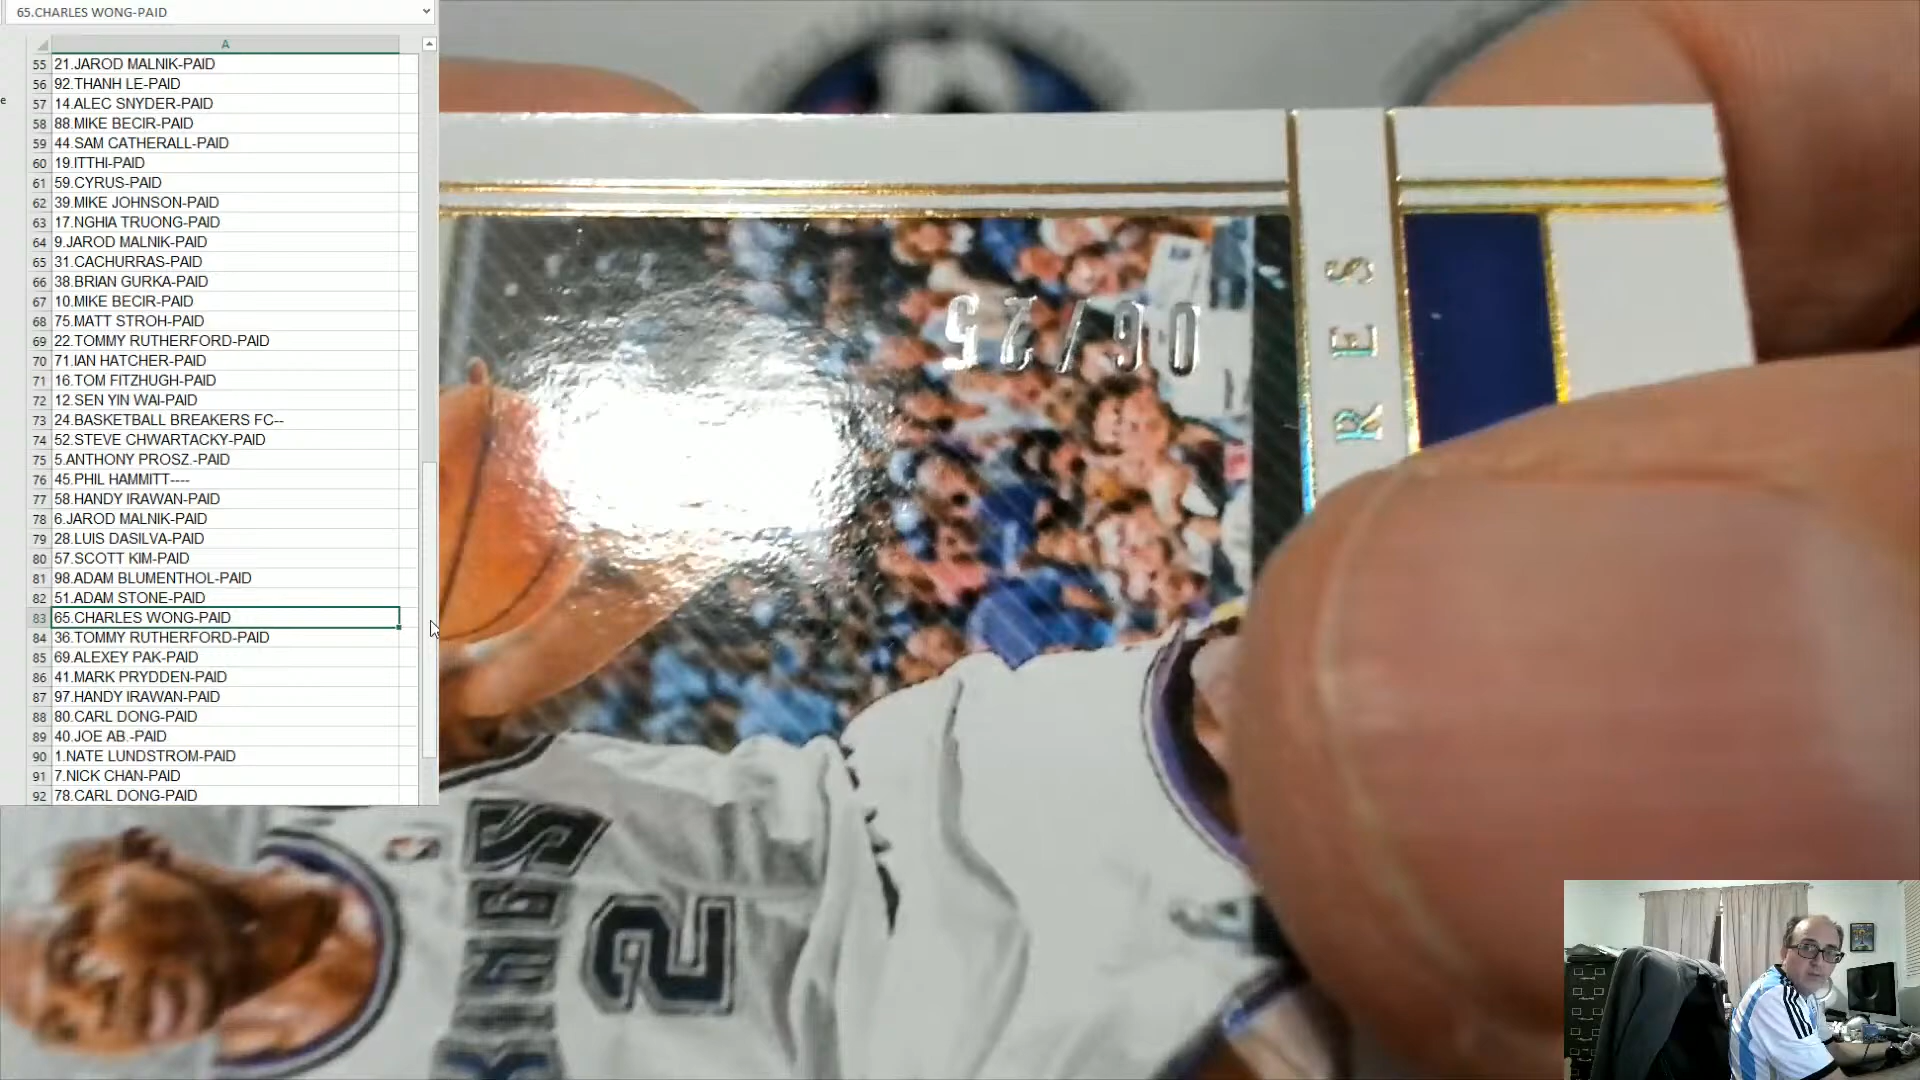 65.CHARLES WONG-PAID
A
55 21.JAROD MALNIK-PAID
56 92.THANH LE-PAID
57 14.ALEC SNYDER-PAID
58 88.MIKE BECIR-PAID
59 44.SAM CATHERALL-PAID
60 19.ITTHI-PAID
61 59.CYRUS-PAID
62 39.MIKE JOHNSON-PAID
63 17.NGHIA TRUONG-PAID
64 9.JAROD MALNIK-PAID
65 31.CACHURRAS-PAID
66 38.BRIAN GURKA-PAID
67 10.MIKE BECIR-PAID
68 75.MATT STROH-PAID
69 22.TOMMY RUTHERFORD-PAID
70 71.IAN HATCHER-PAID
71 16.TOM FITZHUGH-PAID
72 12.SEN YIN WAI-PAID
73 24.BASKETBALL BREAKERS FC--
74 52.STEVE CHWARTACKY-PAID
75 5.ANTHONY PROSZ.-PAID
76 45.PHIL HAMMITT----
77 58.HANDY IRAWAN-PAID
78 6.JAROD MALNIK-PAID
79 28.LUIS DASILVA-PAID
80 57.SCOTT KIM-PAID
81 98.ADAM BLUMENTHOL-PAID
82 51.ADAM STONE-PAID
83 65.CHARLES WONG-PAID
84 36.TOMMY RUTHERFORD-PAID
85 69.ALEXEY PAK-PAID
86 41.MARK PRYDDEN-PAID
87 97.HANDY IRAWAN-PAID
88 80.CARL DONG-PAID
89 40.JOE AB.-PAID
90 1.NATE LUNDSTROM-PAID
91 7.NICK CHAN-PAID
92 78.CARL DONG-PAID
e
06/25
RES
KINGS
2